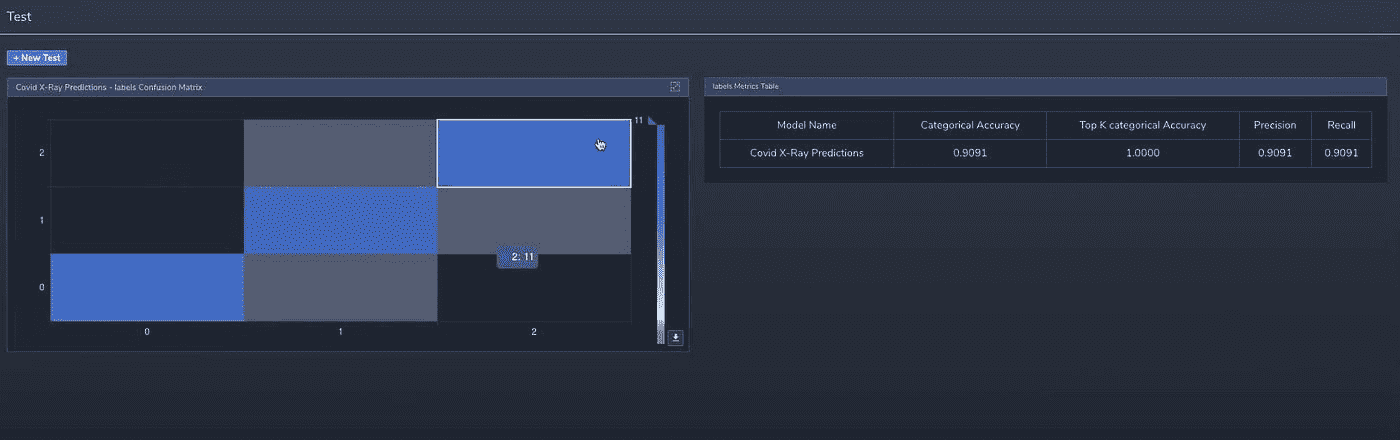 Test
+ New Test
Covid X-Ray Predictions - labels Confusion Matrix
11
2
1
2: 11
0
0 1 2
labels Metrics Table
Model Name Categorical Accuracy Top K categorical Accuracy Precision Recall
Covid X-Ray Predictions 0.9091 1.0000 0.9091 0.9091